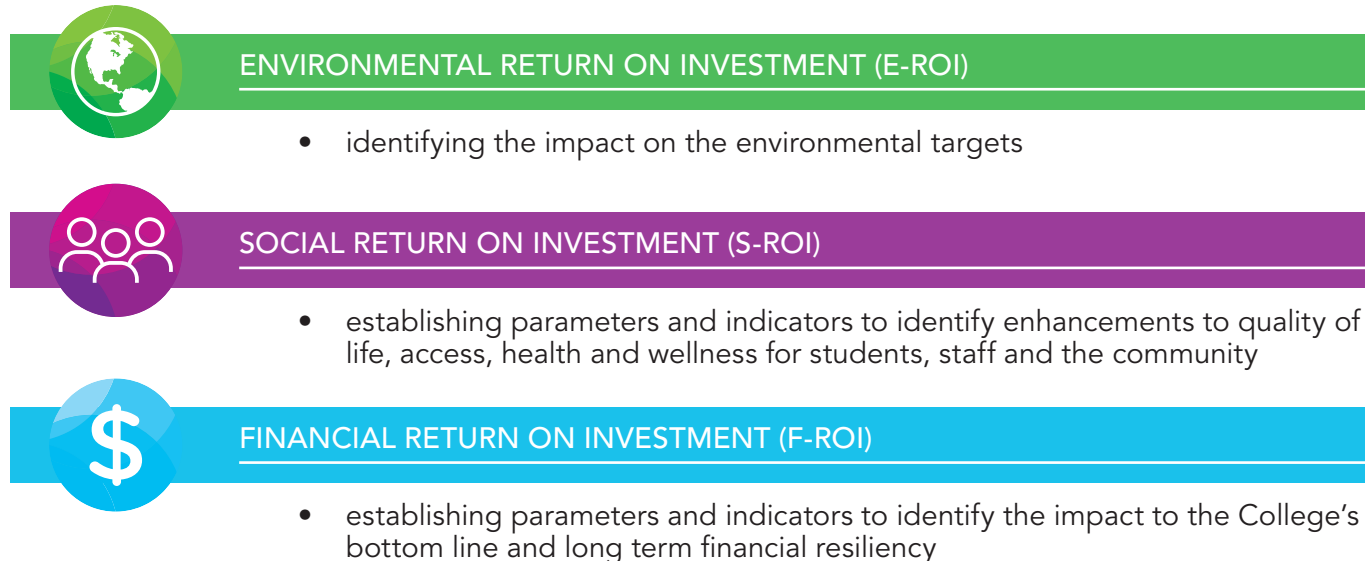 ENVIRONMENTAL RETURN ON INVESTMENT (E-ROI)
• identifying the impact on the environmental targets
SOCIAL RETURN ON INVESTMENT (S-ROI)
• establishing parameters and indicators to identify enhancements to quality of
life, access, health and wellness for students, staff and the community
$
FINANCIAL RETURN ON INVESTMENT (F-ROI)
• establishing parameters and indicators to identify the impact to the College’s
bottom line and long term financial resiliency